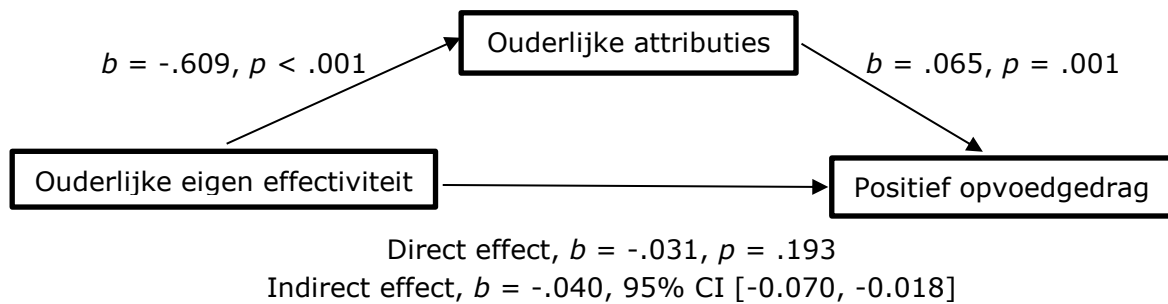 Ouderlijke attributies
b = -.609, p < .001
b = .065, p = .001
Ouderlijke eigen effectiviteit
Positief opvoedgedrag
Direct effect, b = -.031, p = .193
Indirect effect, b = -.040, 95% CI [-0.070, -0.018]